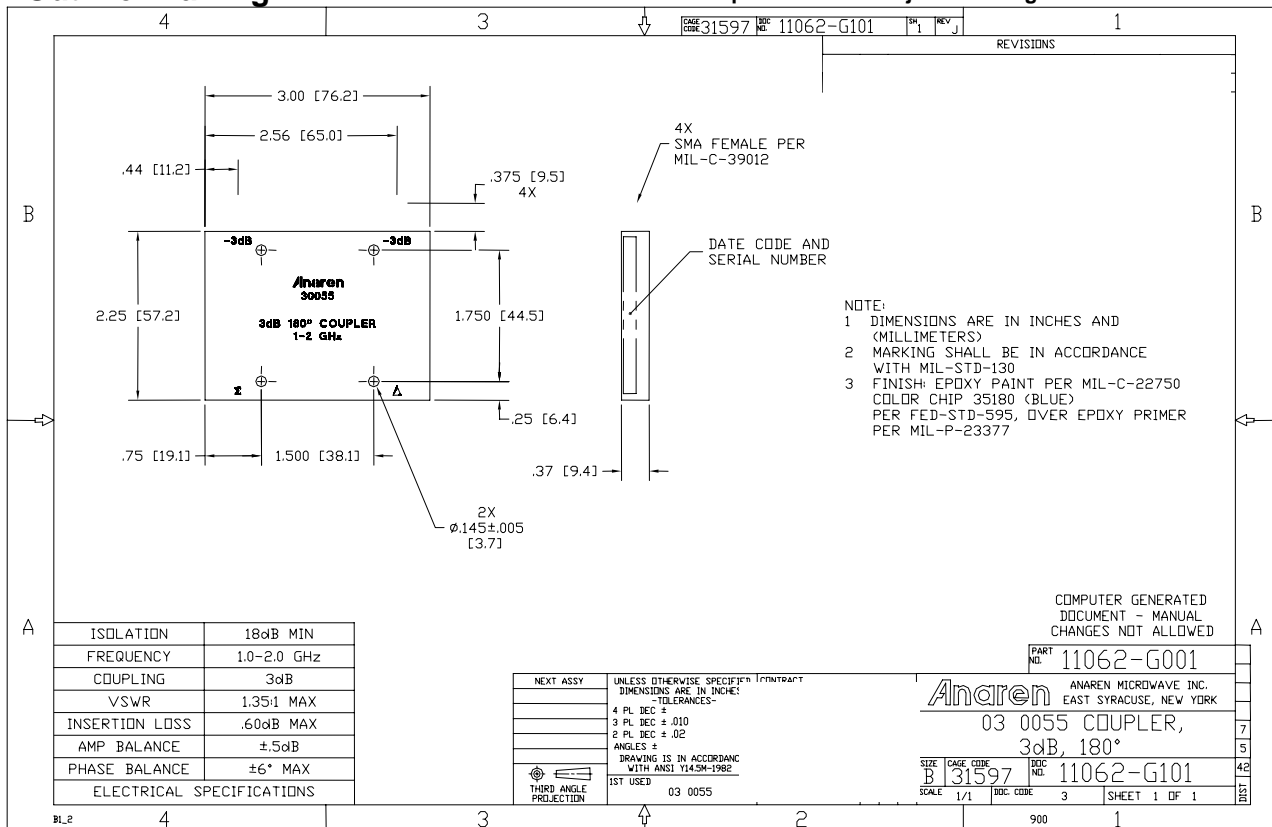 4
3
CAGE CODE 31597 DOC NO. 11062-G101 SH 1 REV J
1
REVISIONS
3.00 [76.2]
2.56 [65.0]
.44 [11.2]
.375 [9.5]
4X
4X
SMA FEMALE PER
MIL-C-39012
B
B
-3dB
-3dB
Anaren
30055
3dB 180° COUPLER
1-2 GHz
Σ
Δ
2.25 [57.2]
1.750 [44.5]
DATE CODE AND
SERIAL NUMBER
.25 [6.4]
.75 [19.1]
1.500 [38.1]
.37 [9.4]
2X
Ø.145±.005
[3.7]
NOTE:
1 DIMENSIONS ARE IN INCHES AND
(MILLIMETERS)
2 MARKING SHALL BE IN ACCORDANCE
WITH MIL-STD-130
3 FINISH: EPOXY PAINT PER MIL-C-22750
COLOR CHIP 35180 (BLUE)
PER FED-STD-595, OVER EPOXY PRIMER
PER MIL-P-23377
COMPUTER GENERATED
DOCUMENT - MANUAL
CHANGES NOT ALLOWED
A
A
ISOLATION 18dB MIN
FREQUENCY 1.0-2.0 GHz
COUPLING 3dB
VSWR 1.35:1 MAX
INSERTION LOSS .60dB MAX
AMP BALANCE ±.5dB
PHASE BALANCE ±6° MAX
ELECTRICAL SPECIFICATIONS
NEXT ASSY
THIRD ANGLE
PROJECTION
UNLESS OTHERWISE SPECIFIED
DIMENSIONS ARE IN INCHES
-TOLERANCES-
4 PL DEC ±
3 PL DEC ± .010
2 PL DEC ± .02
ANGLES ±
DRAWING IS IN ACCORDANC
WITH ANSI Y14.5M-1982
1ST USED
03 0055
CONTRACT
PART NO. 11062-G001
Anaren
ANAREN MICROWAVE INC.
EAST SYRACUSE, NEW YORK
03 0055 COUPLER,
3dB, 180°
SIZE B CAGE CODE 31597 DOC NO. 11062-G101
SCALE 1/1 DOC. CODE 3 SHEET 1 OF 1
7
5
42
DIST
B1_2
4
3
2
900
1